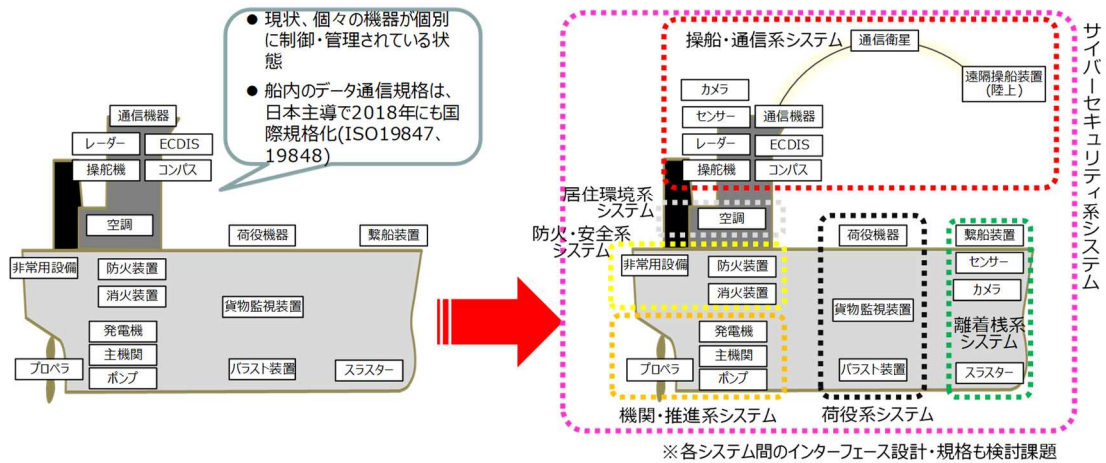 ● 現状、個々の機器が個別
に制御・管理されている状
態
● 船内のデータ通信規格は、
日本主導で2018年にも国
際規格化(ISO19847、
19848)
通信機器
レーダー
ECDIS
操舵機
コンパス
空調
荷役機器
繋船装置
非常用設備
防火装置
消火装置
貨物監視装置
発電機
主機関
プロペラ
ポンプ
バラスト装置
スラスター
サイバーセキュリティ系システム
操船・通信系システム
通信衛星
遠隔操船装置
(陸上)
カメラ
センサー
通信機器
レーダー
ECDIS
操舵機
コンパス
居住環境系
システム
空調
防火・安全系
システム
荷役機器
繋船装置
非常用設備
防火装置
センサー
消火装置
カメラ
貨物監視装置
離着桟系
システム
発電機
主機関
プロペラ
ポンプ
バラスト装置
スラスター
機関・推進系システム
荷役系システム
※各システム間のインターフェース設計・規格も検討課題